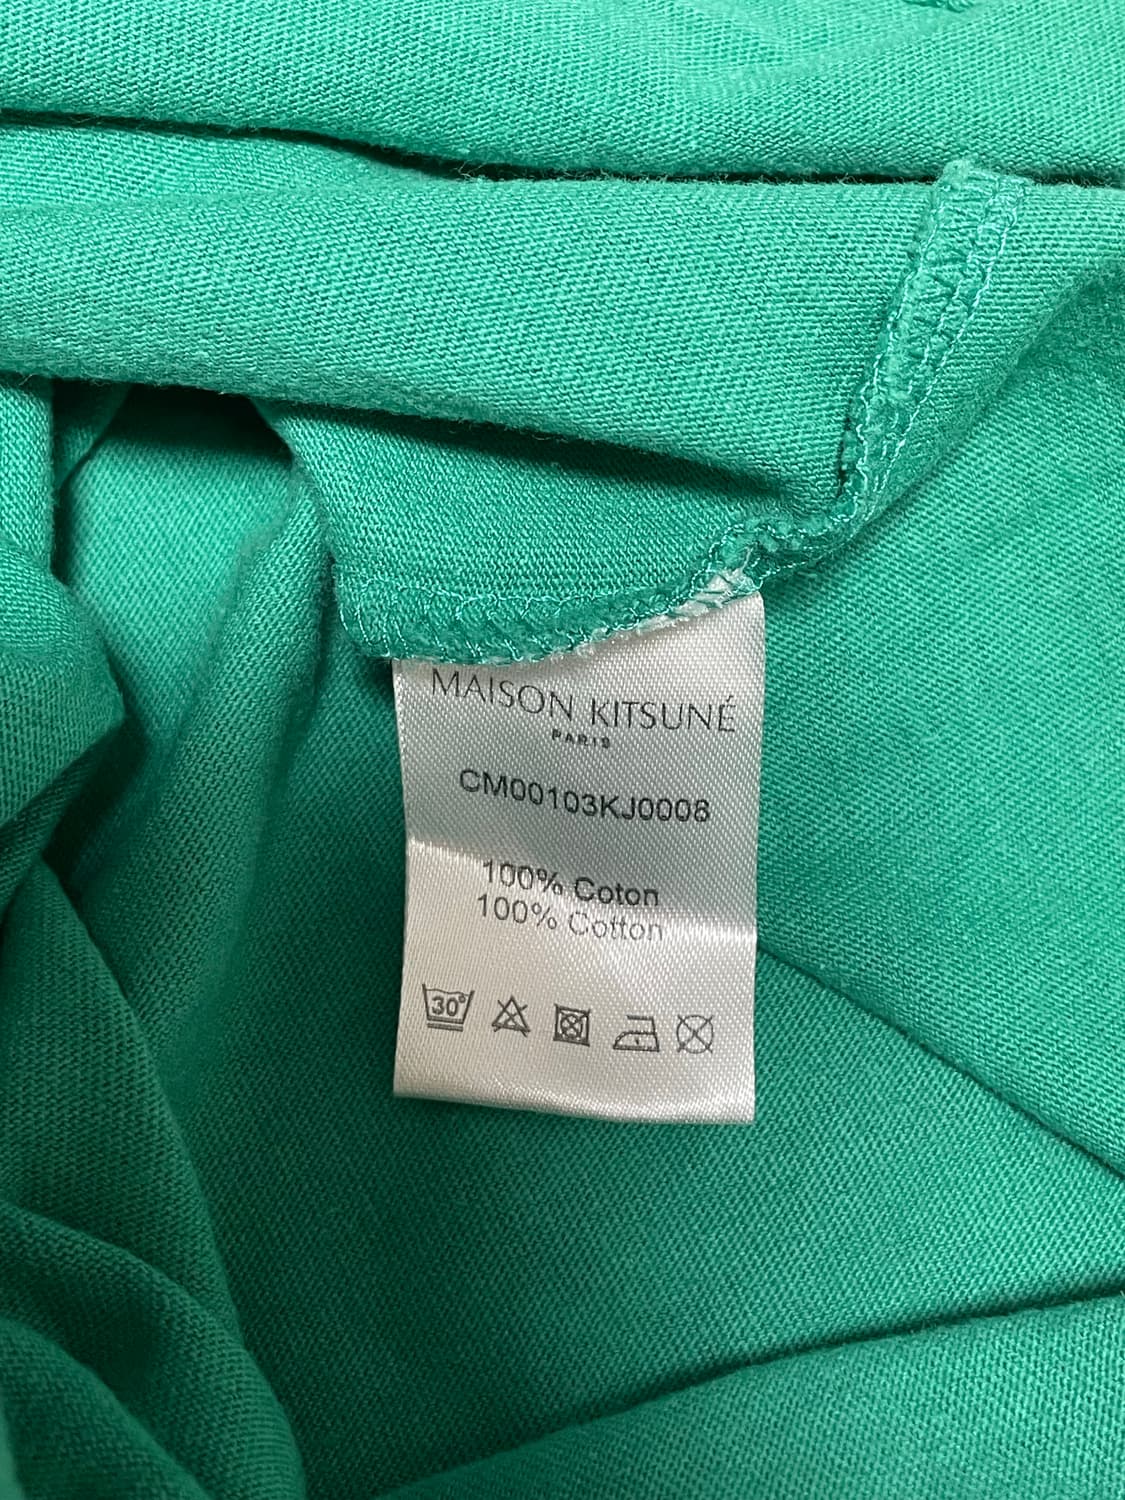 MAISON KITSUNÉ
PARIS
CM00103KJ0008
100% Coton
100% Cotton
30°